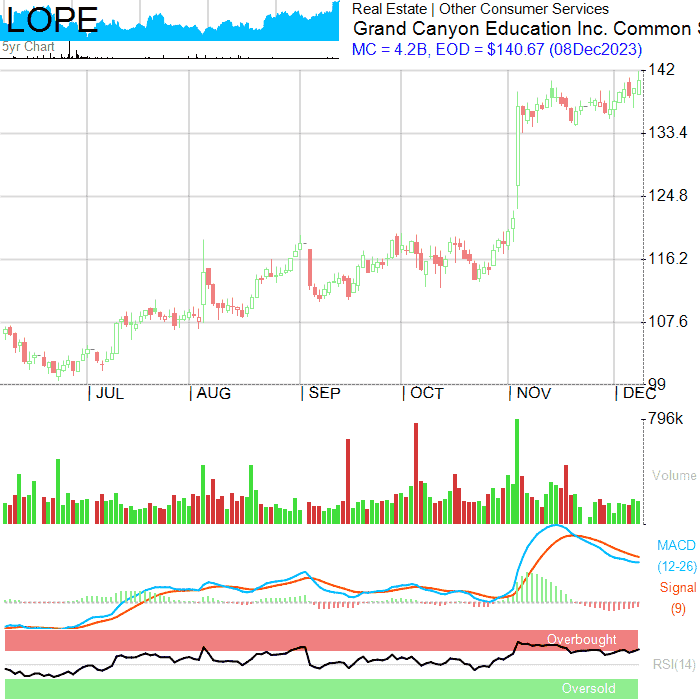 LOPE
5yr Chart
Real Estate | Other Consumer Services
Grand Canyon Education Inc. Common
MC = 4.2B, EOD = $140.67 (08Dec2023)
142
133.4
124.8
116.2
107.6
99
JUL AUG SEP OCT NOV DEC
796k
Volume
MACD
(12-26)
Signal
(9)
Overbought
RSI(14)
Oversold